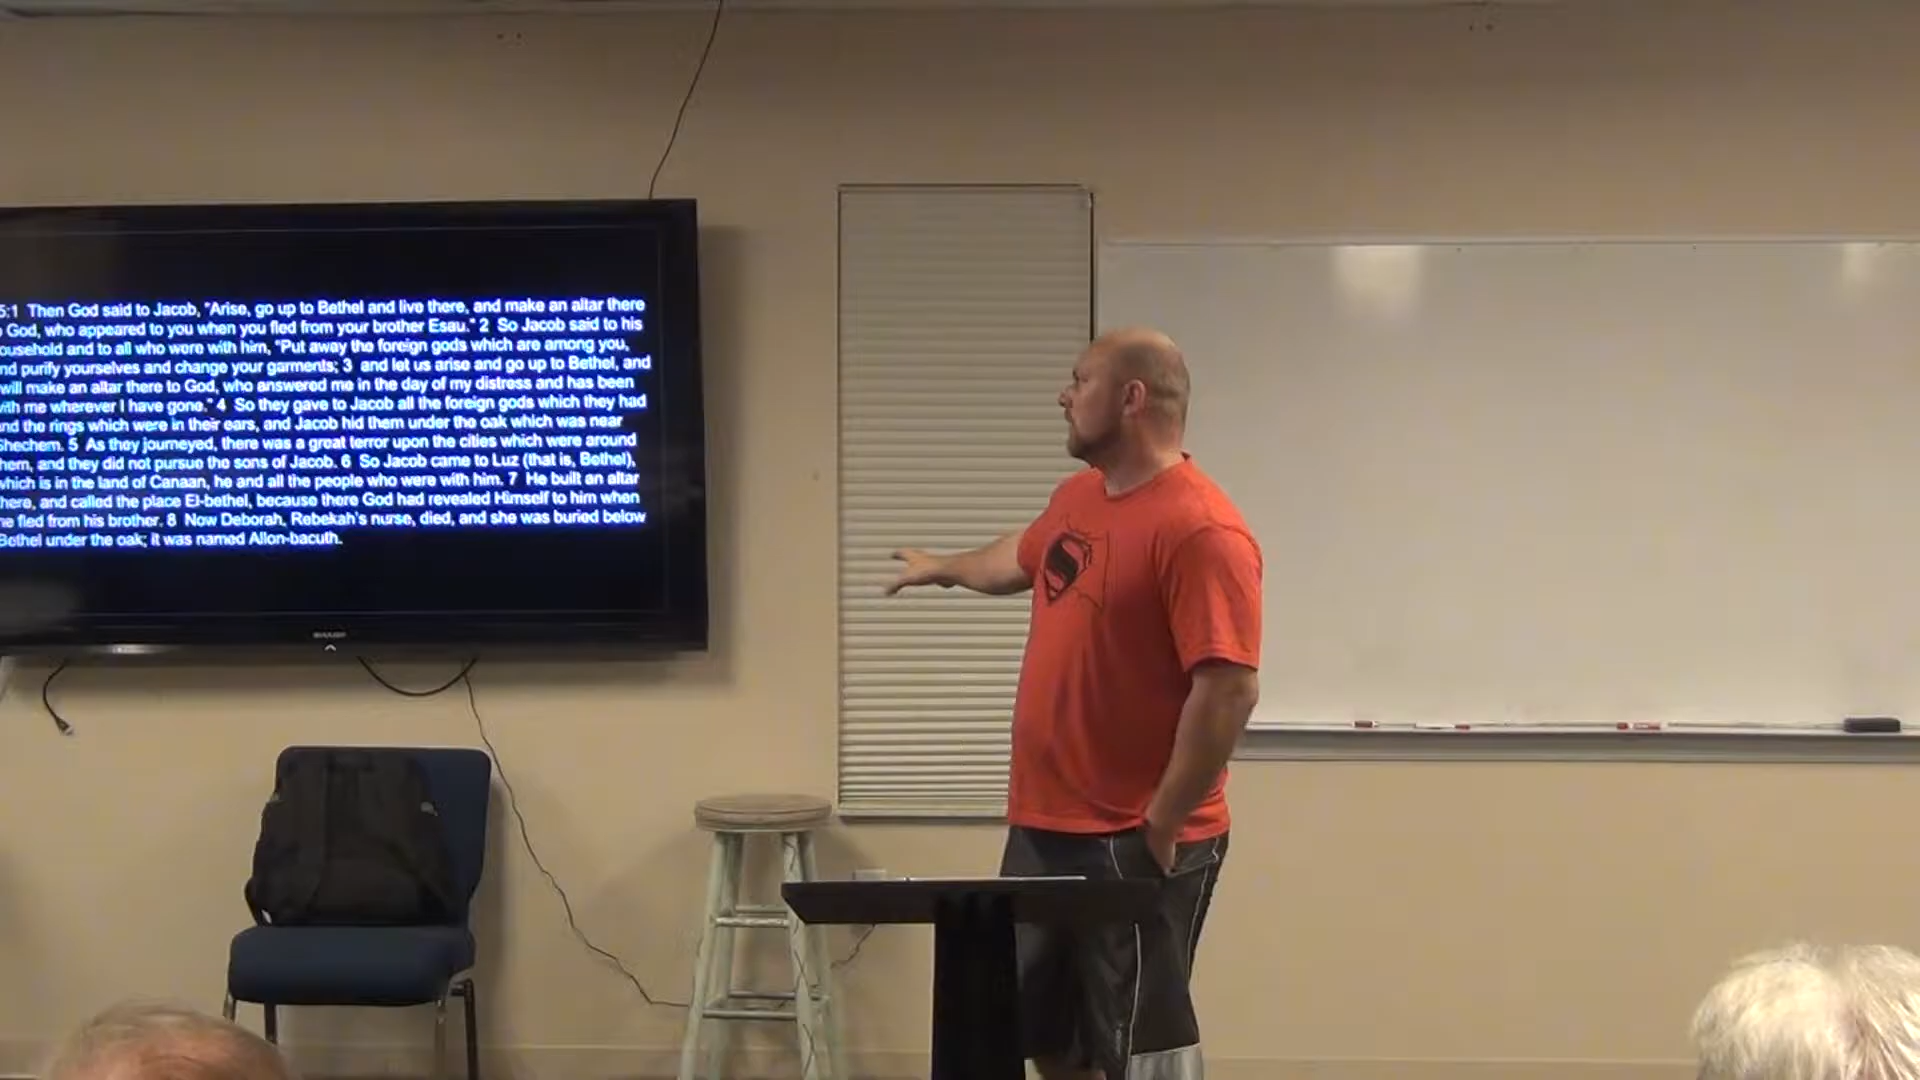 5:1 Then God said to Jacob, "Arise, go up to Bethel and live there, and make an altar there
o God, who appeared to you when you fled from your brother Esau." 2 So Jacob said to his
ousehold and to all who were with him, "Put away the foreign gods which are among you,
nd purify yourselves and change your garments; 3 and let us arise and go up to Bethel, and
will make an altar there to God, who answered me in the day of my distress and has been
ith me wherever I have gone." 4 So they gave to Jacob all the foreign gods which they had
nd the rings which were in their ears, and Jacob hid them under the oak which was near
Shechem. 5 As they journeyed, there was a great terror upon the cities which were around
hem, and they did not pursue the sons of Jacob. 6 So Jacob came to Luz (that is, Bethel),
which is in the land of Canaan, he and all the people who were with him. 7 He built an altar
here, and called the place El-bethel, because there God had revealed Himself to him when
he fled from his brother. 8 Now Deborah, Rebekah's nurse, died, and she was buried below
Bethel under the oak; it was named Allon-bacuth.
SHARP
S